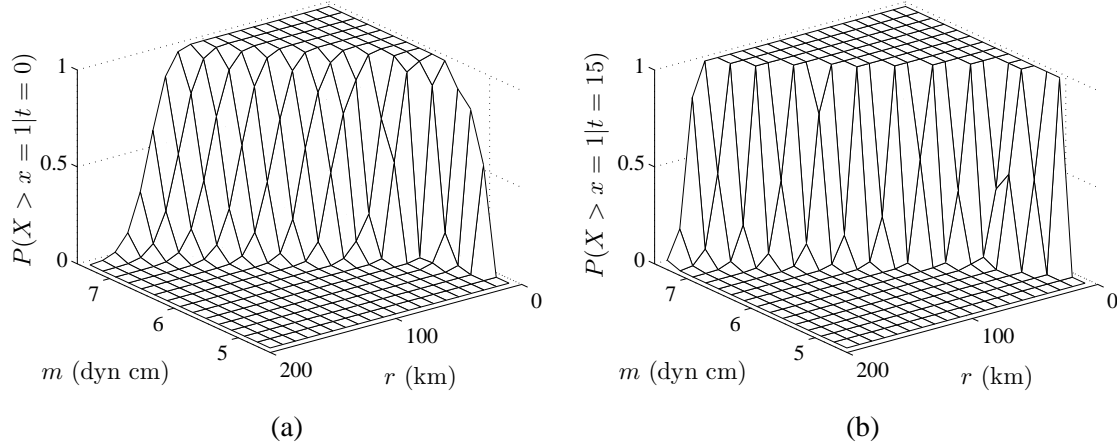 P(X > x = 1|t = 0)
1
0.5
0
7
6
5
m (dyn cm)
200
100
0
r (km)
(a)
P(X > x = 1|t = 15)
1
0.5
0
7
6
5
m (dyn cm)
200
100
0
r (km)
(b)